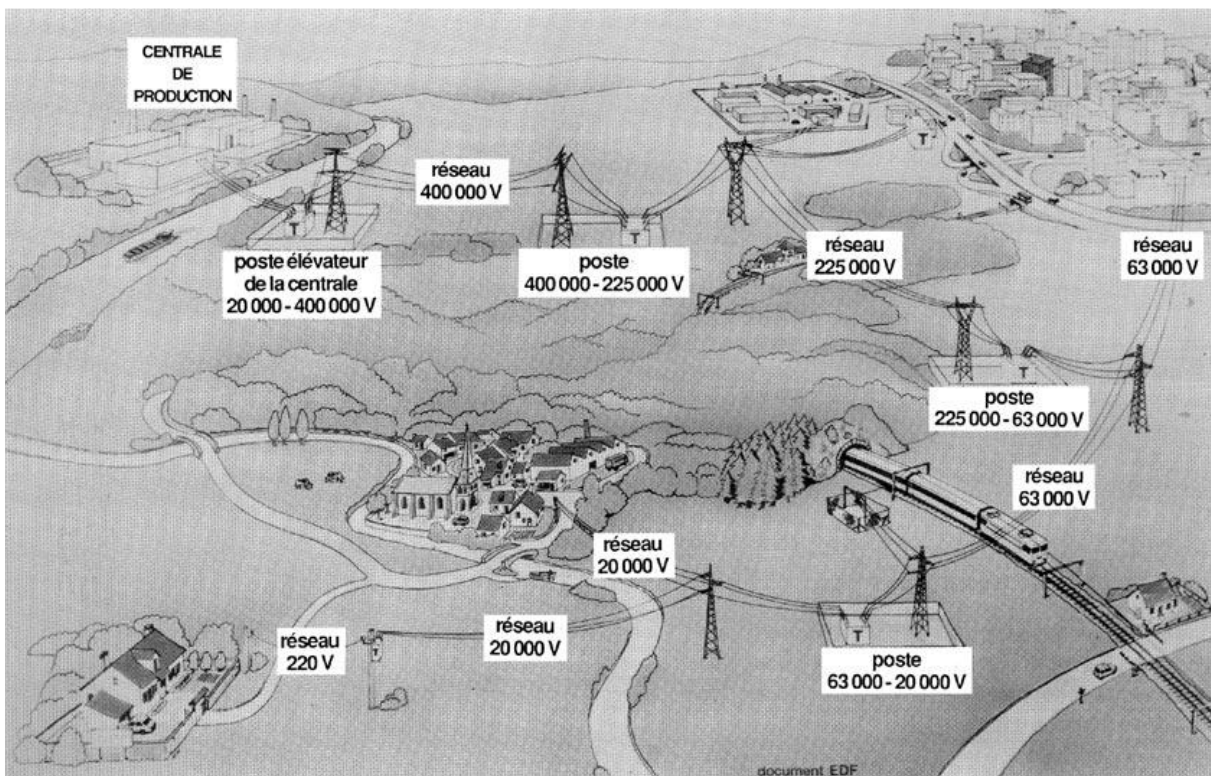 CENTRALE
DE
PRODUCTION
réseau
400 000 V
poste élévateur
de la centrale
20 000 - 400 000 V
T
poste
400 000 - 225 000 V
T
réseau
225 000 V
T
réseau
63 000 V
T
poste
225 000 - 63 000 V
réseau
63 000 V
réseau
20 000 V
réseau
220 V
T
réseau
20 000 V
T
poste
63 000 - 20 000 V
document EDF